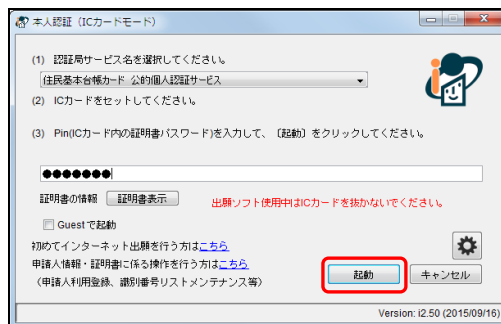 本人認証（ICカードモード）
(1) 認証局サービス名を選択してください。
住民基本台帳カード 公的個人認証サービス
(2) ICカードをセットしてください。
(3) Pin(ICカード内の証明書パスワード)を入力して、〔起動〕をクリックしてください。
●●●●●●●
証明書の情報 証明書表示 出願ソフト使用中はICカードを抜かないでください。
Guestで起動
初めてインターネット出願を行う方はこちら
申請人情報・証明書に係る操作を行う方はこちら
（申請人利用登録、識別番号リストメンテナンス等）
起動 キャンセル
Version: i2.50 (2015/09/16)